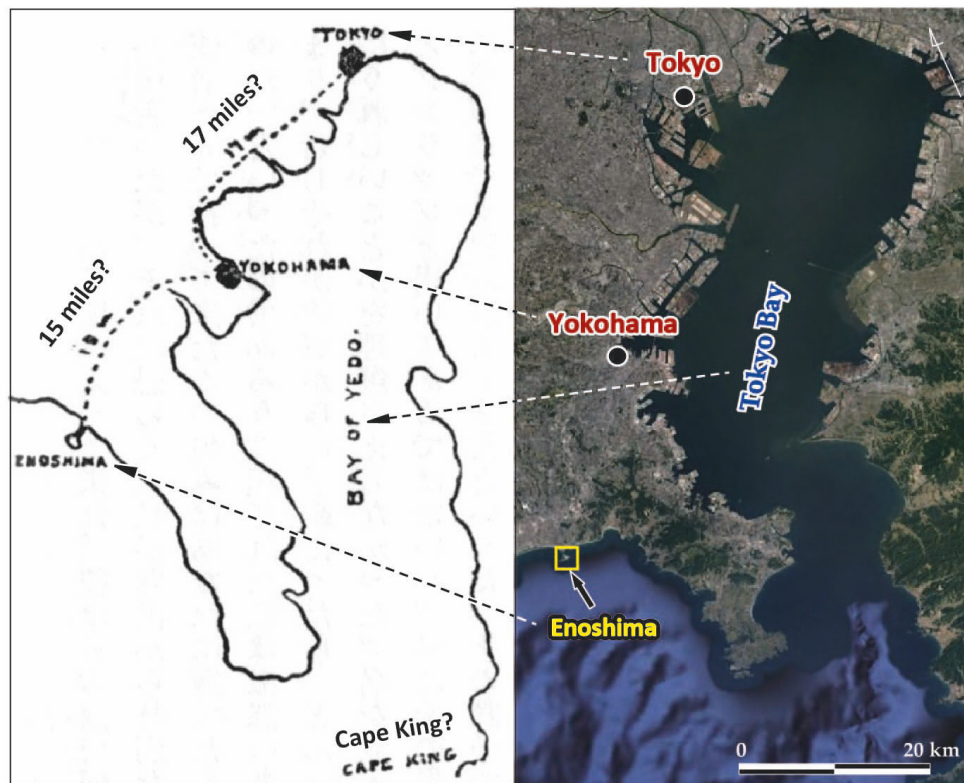 TOKYO
17 miles?
17 m
YOKOHAMA
15 miles?
ENOSHIMA
BAY OF YEDO.
Cape King?
CAPE KING
Tokyo
Yokohama
Tokyo Bay
Enoshima
0 20 km